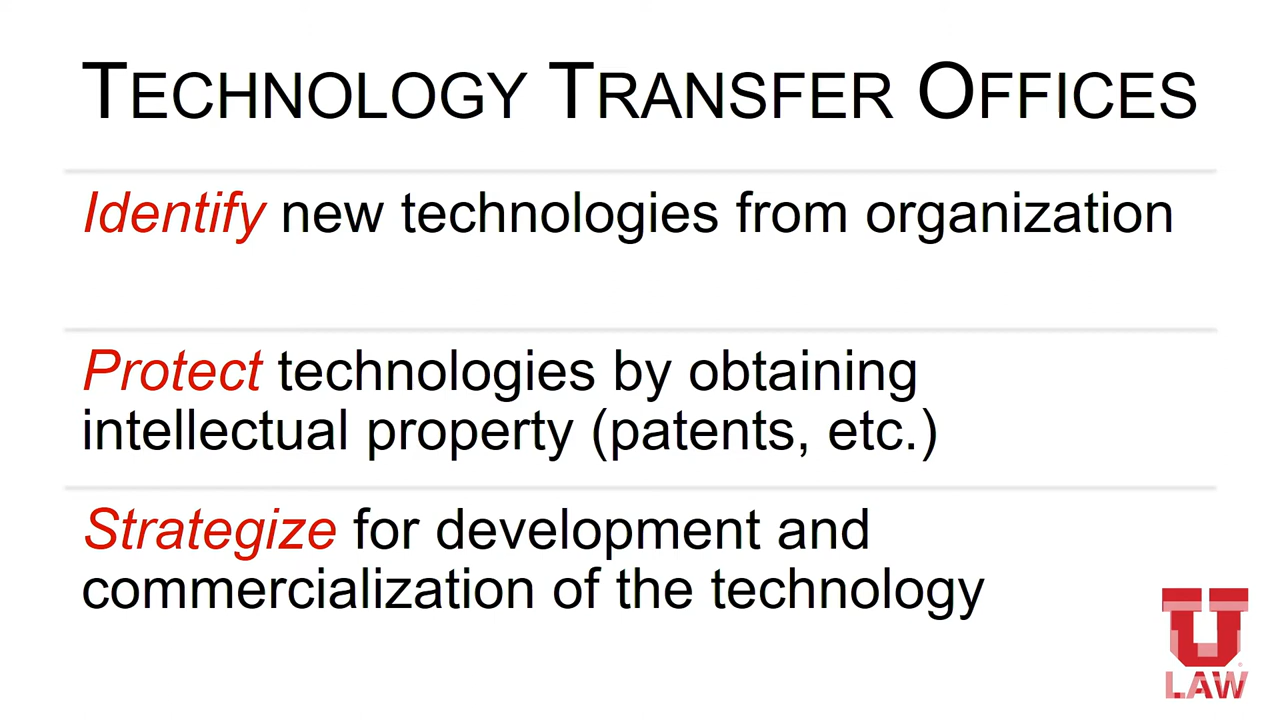 TECHNOLOGY TRANSFER OFFICES
Identify new technologies from organization
Protect technologies by obtaining
intellectual property (patents, etc.)
Strategize for development and
commercialization of the technology
U
LAW